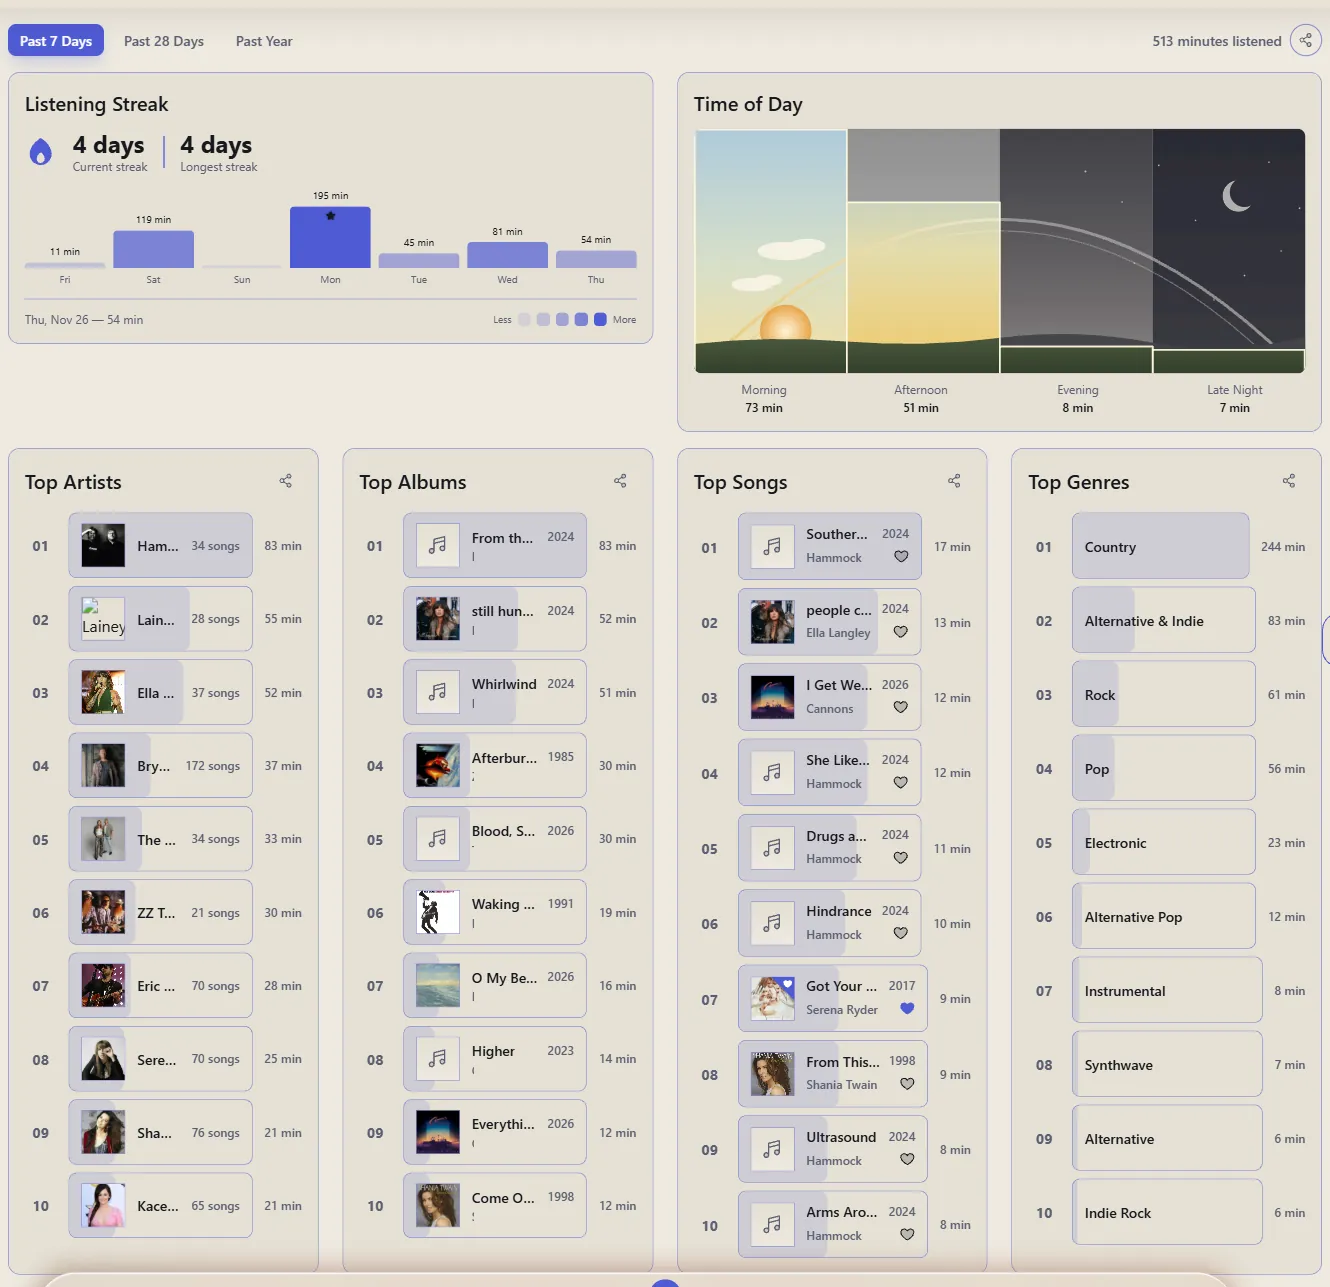 Past 7 Days
Past 28 Days
Past Year
513 minutes listened
Listening Streak
4 days
Current streak
4 days
Longest streak
11 min
119 min
195 min
45 min
81 min
54 min
Fri
Sat
Sun
Mon
Tue
Wed
Thu
Thu, Nov 26 — 54 min
Less
More
Time of Day
Morning
73 min
Afternoon
51 min
Evening
8 min
Late Night
7 min
Top Artists
01 Ham... 34 songs 83 min
02 Lainey Lain... 28 songs 55 min
03 Ella ... 37 songs 52 min
04 Bry... 172 songs 37 min
05 The ... 34 songs 33 min
06 ZZ T... 21 songs 30 min
07 Eric ... 70 songs 28 min
08 Sere... 70 songs 25 min
09 Sha... 76 songs 21 min
10 Kace... 65 songs 21 min
Top Albums
01 From th... 2024 83 min
02 still hun... 2024 52 min
03 Whirlwind 2024 51 min
04 Afterbur... 1985 30 min
05 Blood, S... 2026 30 min
06 Waking ... 1991 19 min
07 O My Be... 2026 16 min
08 Higher 2023 14 min
09 Everythi... 2026 12 min
10 Come O... 1998 12 min
Top Songs
01 Souther... 2024 17 min
Hammock
02 people c... 2024 13 min
Ella Langley
03 I Get We... 2026 12 min
Cannons
04 She Like... 2024 12 min
Hammock
05 Drugs a... 2024 11 min
Hammock
06 Hindrance 2024 10 min
Hammock
07 Got Your ... 2017 9 min
Serena Ryder
08 From This... 1998 9 min
Shania Twain
09 Ultrasound 2024 8 min
Hammock
10 Arms Aro... 2024 8 min
Hammock
Top Genres
01 Country 244 min
02 Alternative & Indie 83 min
03 Rock 61 min
04 Pop 56 min
05 Electronic 23 min
06 Alternative Pop 12 min
07 Instrumental 8 min
08 Synthwave 7 min
09 Alternative 6 min
10 Indie Rock 6 min